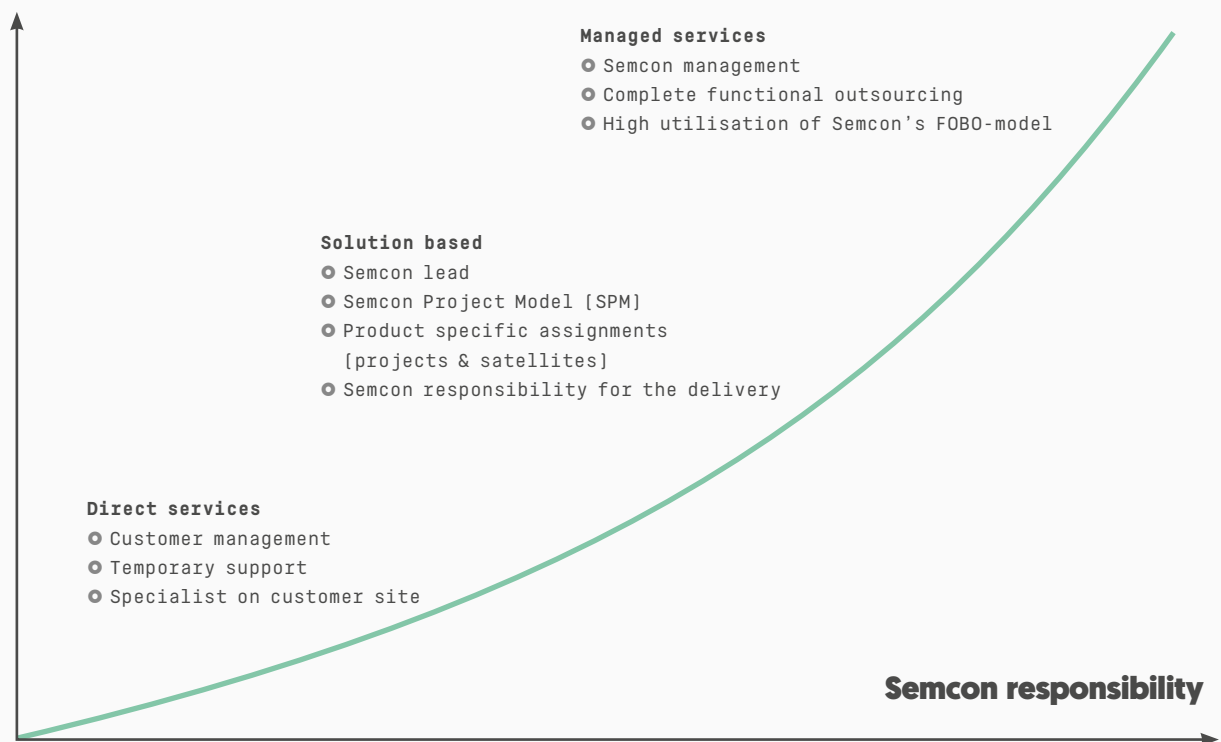 Managed services
Semcon management
Complete functional outsourcing
High utilisation of Semcon's FOBO-model
Solution based
Semcon lead
Semcon Project Model [SPM]
Product specific assignments
[projects & satellites]
Semcon responsibility for the delivery
Direct services
Customer management
Temporary support
Specialist on customer site
Semcon responsibility